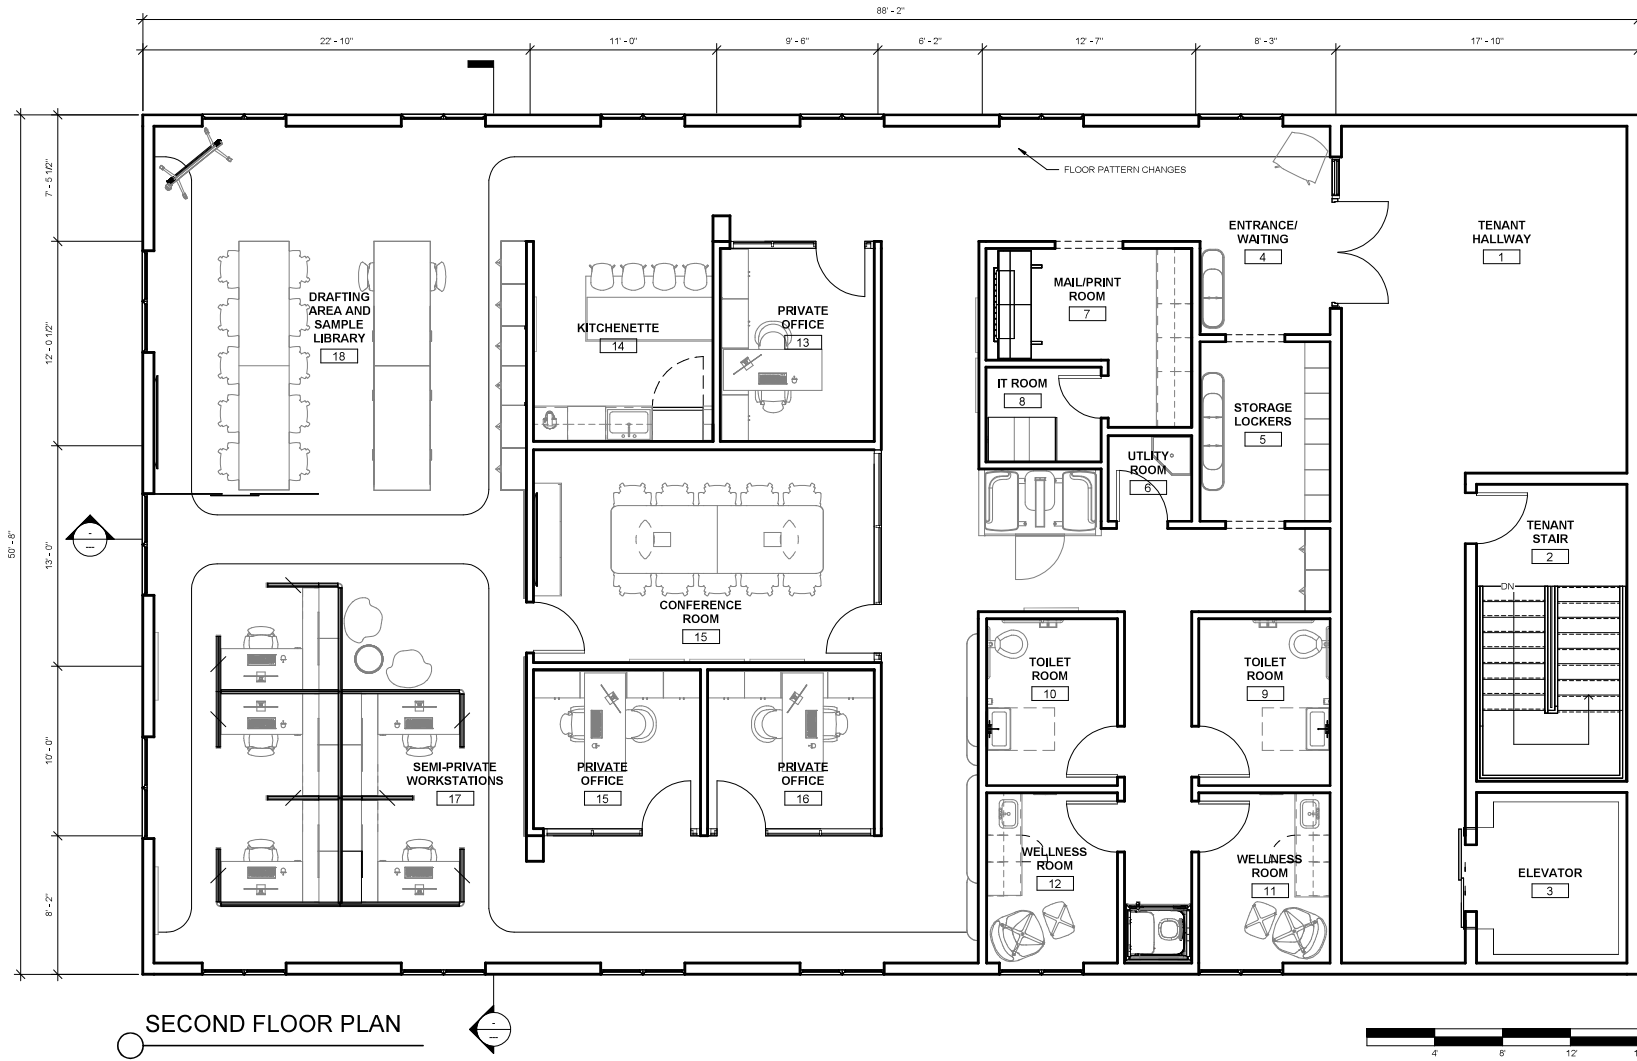 88' - 2"
22' - 10"
11' - 0"
9' - 6"
6' - 2"
12' - 7"
8' - 3"
17' - 10"
50' - 8"
7' - 5 1/2"
12' - 0 1/2"
13' - 0"
10' - 0"
8' - 2"
FLOOR PATTERN CHANGES
ENTRANCE/
WAITING
4
TENANT
HALLWAY
1
DRAFTING
AREA AND
SAMPLE
LIBRARY
18
KITCHENETTE
14
PRIVATE
OFFICE
13
MAIL/PRINT
ROOM
7
IT ROOM
8
STORAGE
LOCKERS
5
UTLITY
ROOM
6
TENANT
STAIR
2
DN
CONFERENCE
ROOM
15
TOILET
ROOM
10
TOILET
ROOM
9
SEMI-PRIVATE
WORKSTATIONS
17
PRIVATE
OFFICE
15
PRIVATE
OFFICE
16
WELLNESS
ROOM
12
WELLNESS
ROOM
11
ELEVATOR
3
SECOND FLOOR PLAN
4'
8'
12'